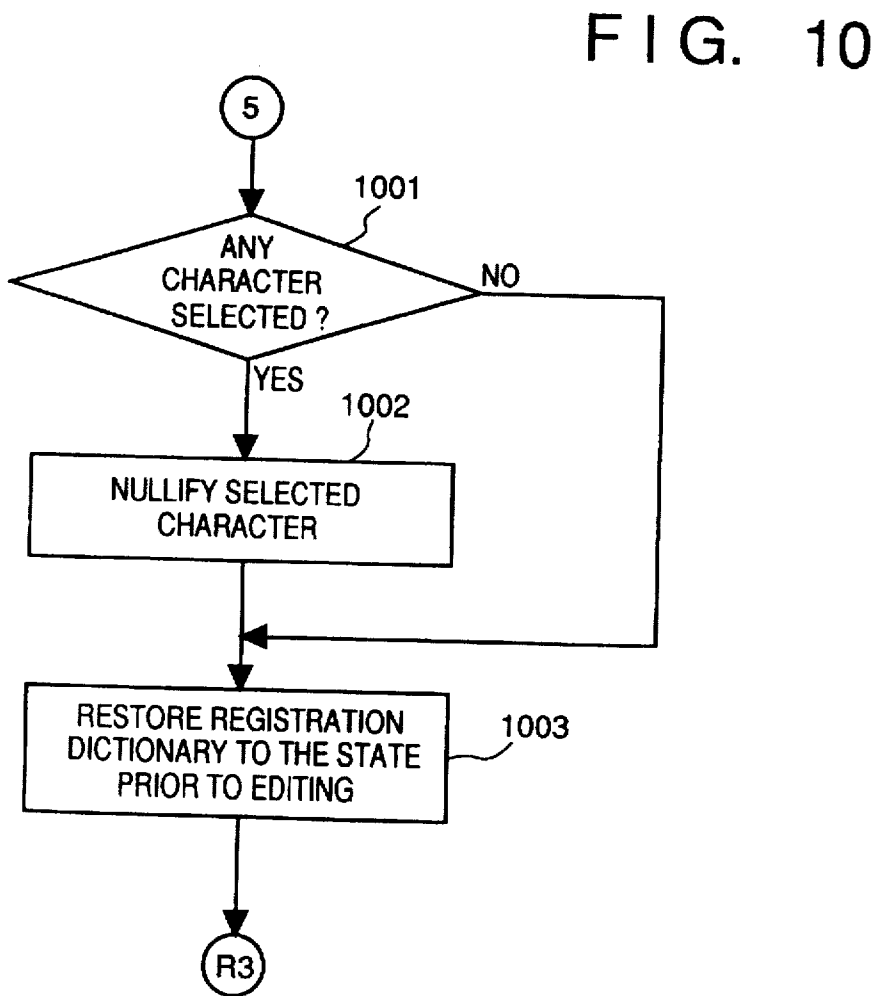 FIG. 10
5
1001
ANY
CHARACTER
SELECTED ?
NO
YES
1002
NULLIFY SELECTED
CHARACTER
RESTORE REGISTRATION
DICTIONARY TO THE STATE
PRIOR TO EDITING
1003
R3